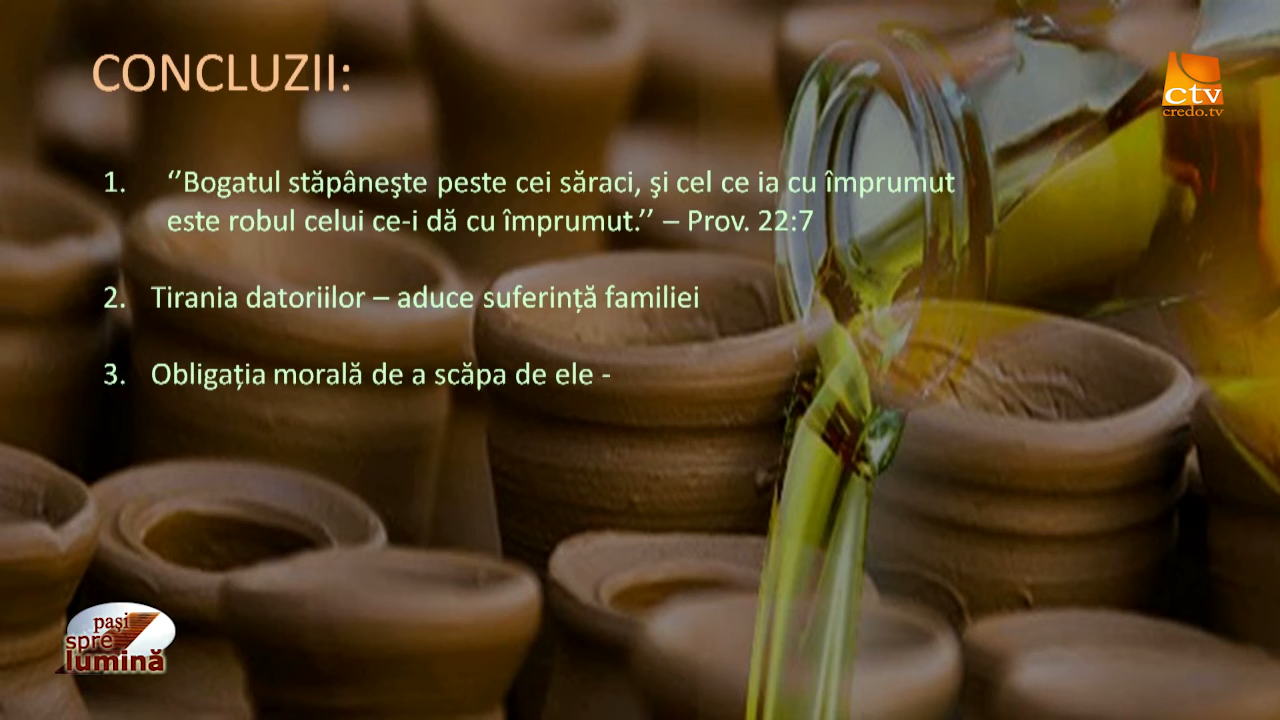 CONCLUZII:
ctv
credo.tv
1. ‘’Bogatul stăpâneşte peste cei săraci, şi cel ce ia cu împrumut
este robul celui ce-i dă cu împrumut.’’ – Prov. 22:7
2. Tirania datoriilor – aduce suferință familiei
3. Obligația morală de a scăpa de ele -
paşi
spre
lumină